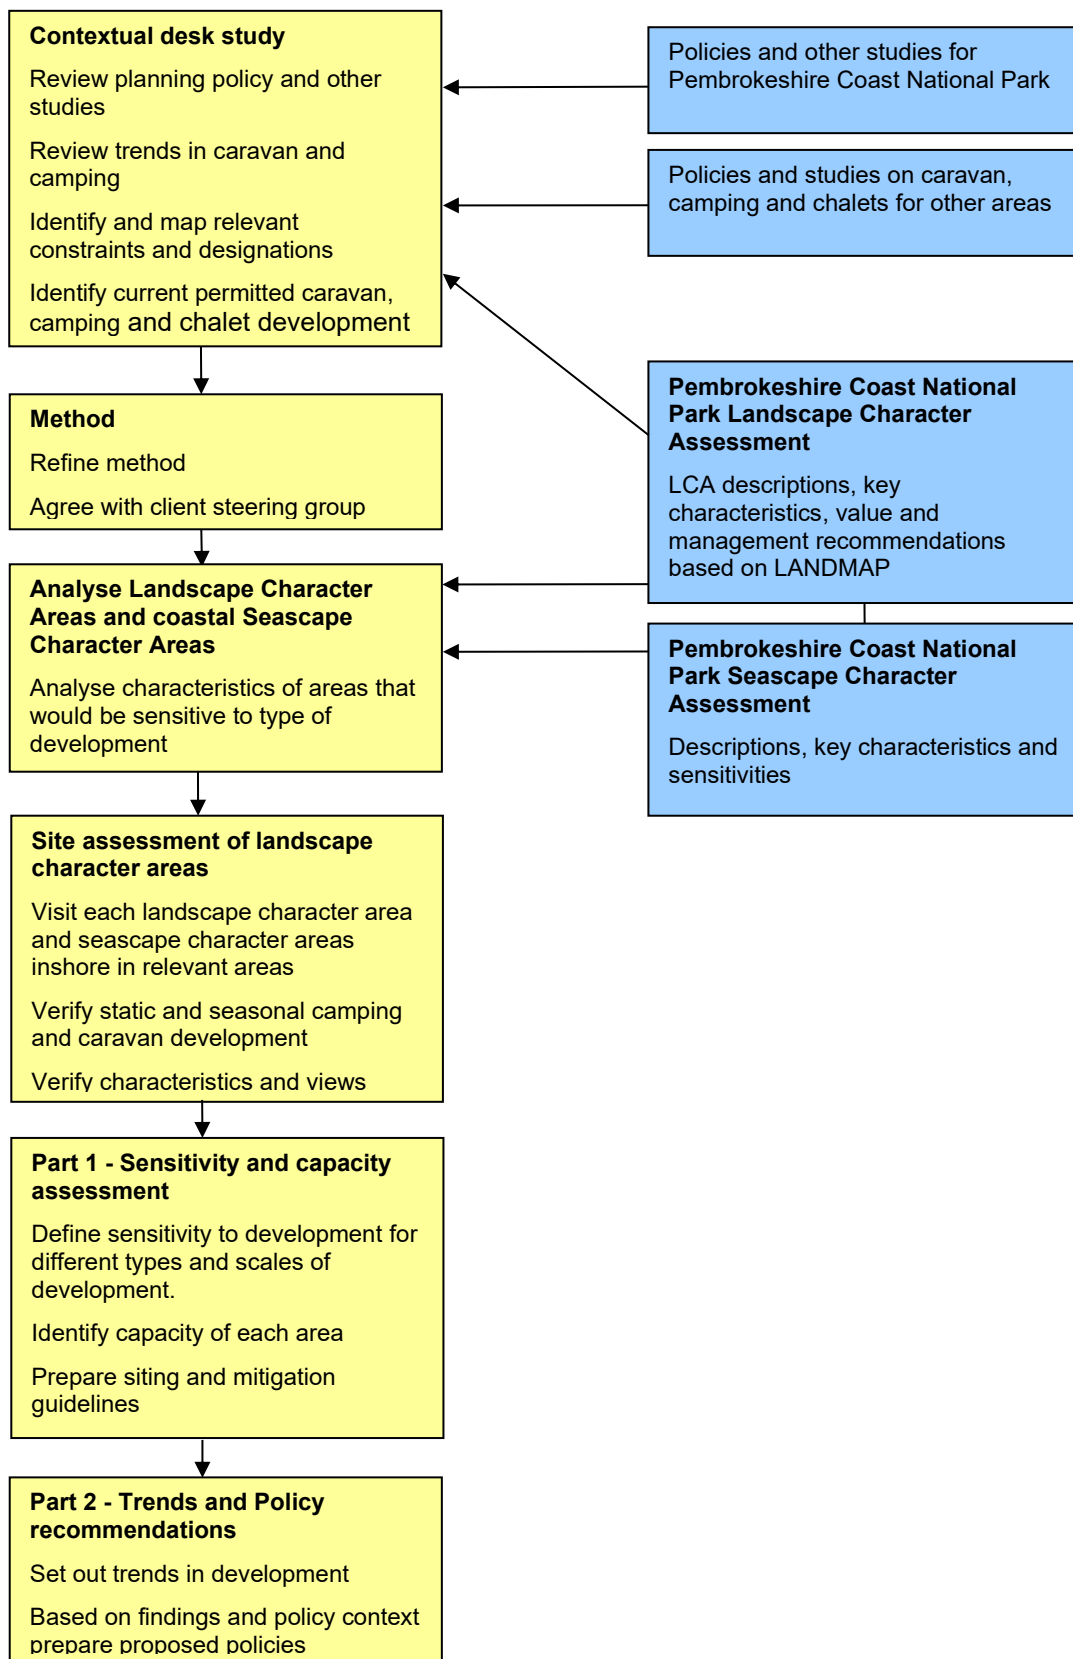 Contextual desk study
Review planning policy and other
studies
Review trends in caravan and
camping
Identify and map relevant
constraints and designations
Identify current permitted caravan,
camping and chalet development
Policies and other studies for
Pembrokeshire Coast National Park
Policies and studies on caravan,
camping and chalets for other areas
Method
Refine method
Agree with client steering group
Pembrokeshire Coast National
Park Landscape Character
Assessment
LCA descriptions, key
characteristics, value and
management recommendations
based on LANDMAP
Analyse Landscape Character
Areas and coastal Seascape
Character Areas
Analyse characteristics of areas that
would be sensitive to type of
development
Pembrokeshire Coast National
Park Seascape Character
Assessment
Descriptions, key characteristics and
sensitivities
Site assessment of landscape
character areas
Visit each landscape character area
and seascape character areas
inshore in relevant areas
Verify static and seasonal camping
and caravan development
Verify characteristics and views
Part 1 - Sensitivity and capacity
assessment
Define sensitivity to development for
different types and scales of
development.
Identify capacity of each area
Prepare siting and mitigation
guidelines
Part 2 - Trends and Policy
recommendations
Set out trends in development
Based on findings and policy context
prepare proposed policies